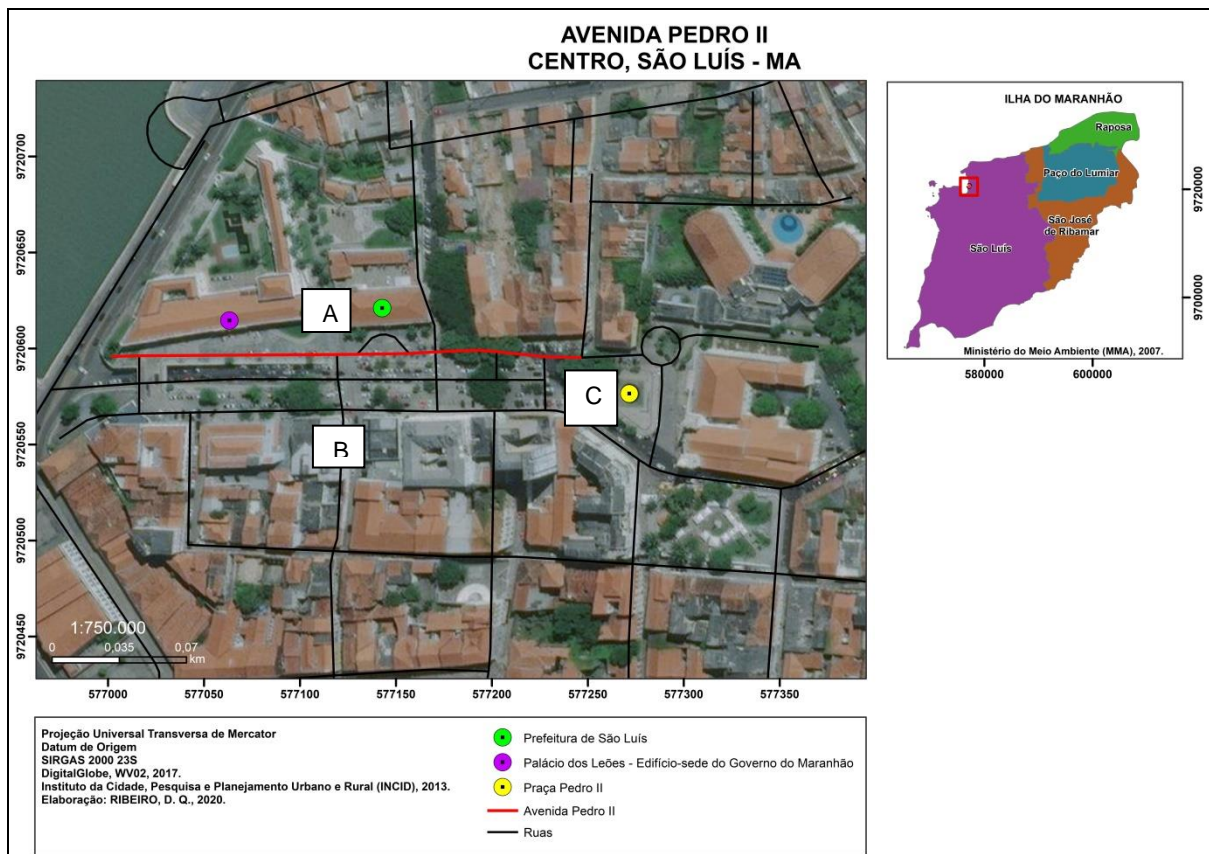 AVENIDA PEDRO II
CENTRO, SÃO LUÍS - MA
9720700
9720650
9720600
9720550
9720500
9720450
A
B
C
1:750.000
0 0,035 0,07
km
577000 577050 577100 577150 577200 577250 577300 577350
ILHA DO MARANHÃO
Raposa
Paço do Lumiar
São José
de Ribamar
São Luís
Ministério do Meio Ambiente (MMA), 2007.
9720000
9700000
580000 600000
Projeção Universal Transversa de Mercator
Datum de Origem
SIRGAS 2000 23S
DigitalGlobe, WV02, 2017.
Instituto da Cidade, Pesquisa e Planejamento Urbano e Rural (INCID), 2013.
Elaboração: RIBEIRO, D. Q., 2020.
Prefeitura de São Luís
Palácio dos Leões - Edifício-sede do Governo do Maranhão
Praça Pedro II
Avenida Pedro II
Ruas